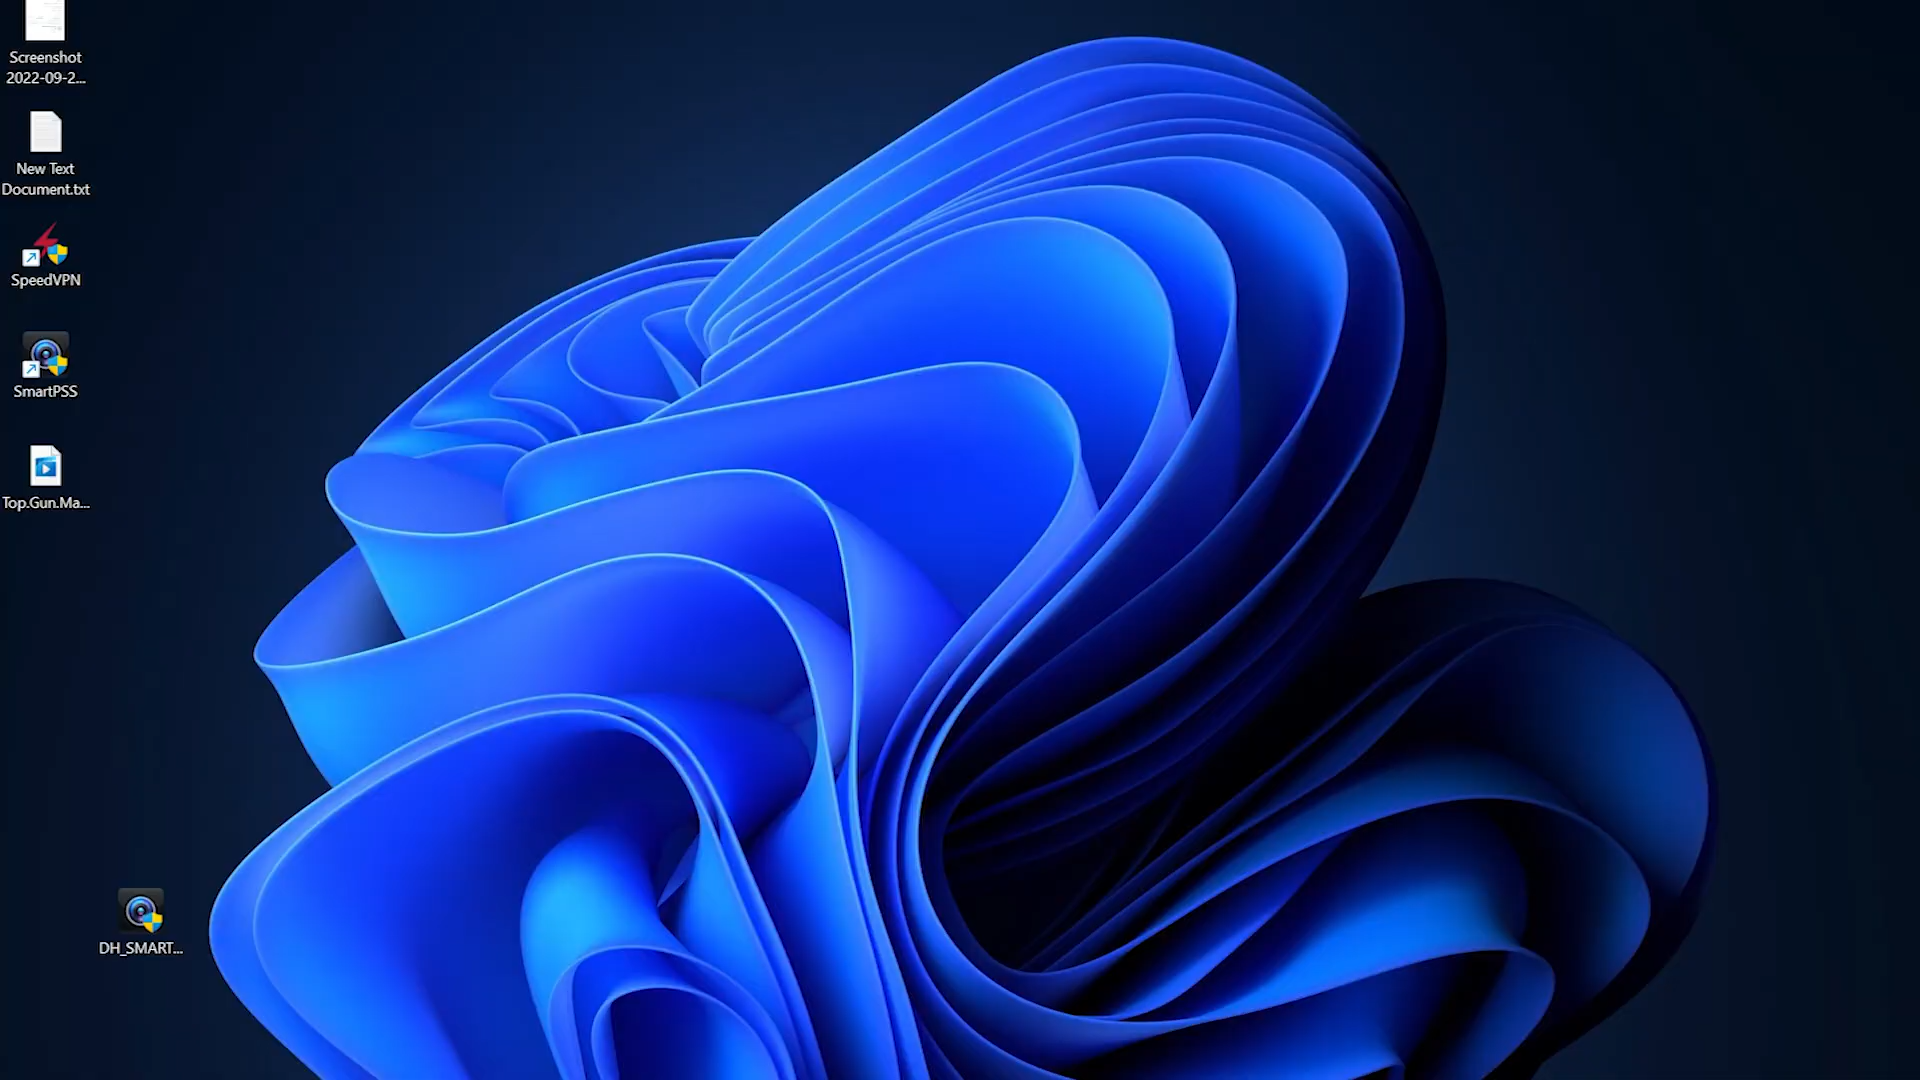 Screenshot
2022-09-2...
New Text
Document.txt
SpeedVPN
SmartPSS
Top.Gun.Ma...
DH_SMART...